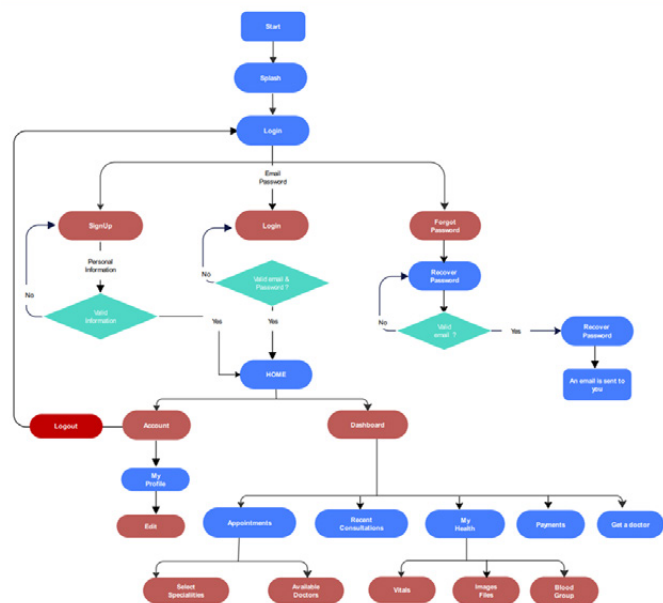 Start
Splash
Login
Email
Password
SignUp
Login
Forgot
Password
Personal
Information
Recover
Password
No
Valid email &
Password ?
No
Valid
Information
Yes
Yes
No
Valid
email ?
Yes
Recover
Password
HOME
An email is sent to
you
Logout
Account
Dashboard
My
Profile
Edit
Appointments
Recent
Consultations
My
Health
Payments
Get a doctor
Select
Specialities
Available
Doctors
Vitals
Images
Files
Blood
Group